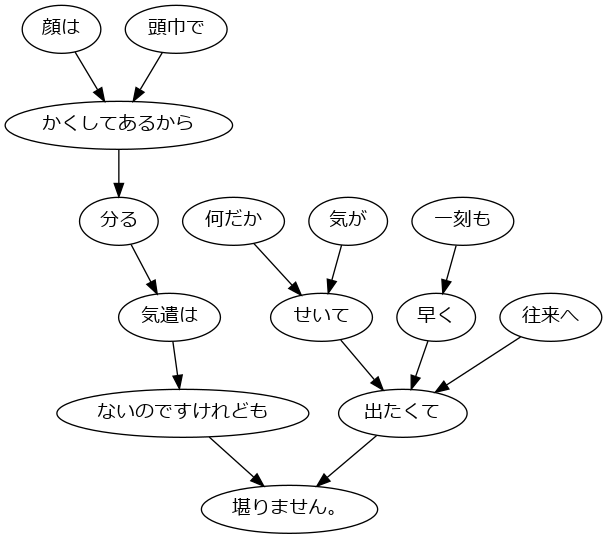 顔は
頭巾で
かくしてあるから
分る
何だか
気が
一刻も
気遣は
せいて
早く
往来へ
ないのですけれども
出たくて
堪りません。